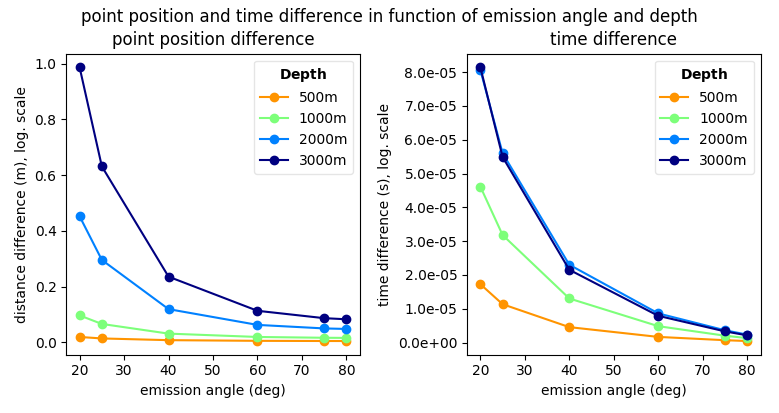 point position and time difference in function of emission angle and depth
point position difference
1.0
0.8
0.6
0.4
0.2
0.0
distance difference (m), log. scale
20 30 40 50 60 70 80
emission angle (deg)
Depth
500m
1000m
2000m
3000m
time difference
8.0e-05
7.0e-05
6.0e-05
5.0e-05
4.0e-05
3.0e-05
2.0e-05
1.0e-05
0.0e+00
time difference (s), log. scale
20 30 40 50 60 70 80
emission angle (deg)
Depth
500m
1000m
2000m
3000m